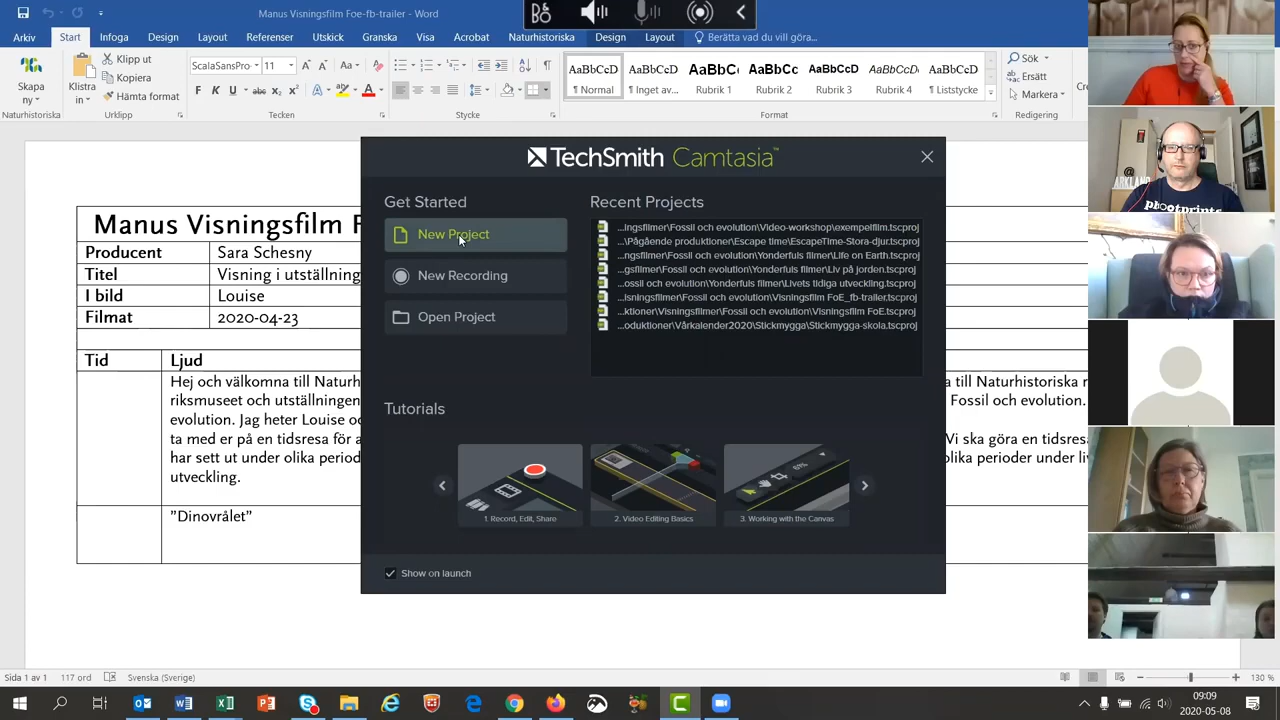 Manus Visningsfilm Foe-fb-trailer - Word
Arkiv Start Infoga Design Layout Referenser Utskick Granska Visa Acrobat Naturhistoriska Design Layout Berätta vad du vill göra...
Skapa ny
Naturhistoriska
Klistra in
Klipp ut
Kopiera
Hämta format
Urklipp
ScalaSansPro 11
F K U abc x₂ x²
Tecken
Stycke
AaBbCcD AaBbCcD AaBbC AaBbCc AaBbCcD AaBbCcD AaBbCcD
¶ Normal ¶ Inget av... Rubrik 1 Rubrik 2 Rubrik 3 Rubrik 4 ¶ Liststycke
Format
Sök
Ersätt
Markera
Redigering
Manus Visningsfilm F
Producent Sara Schesny
Titel Visning i utställning
I bild Louise
Filmat 2020-04-23
Tid Ljud
Hej och välkomna till Naturh
riksmuseet och utställningen
evolution. Jag heter Louise oc
ta med er på en tidsresa för a
har sett ut under olika period
utveckling.
a till Naturhistoriska r
Fossil och evolution.
Vi ska göra en tidsres
olika perioder under liv
"Dinovrålet"
TechSmith Camtasia™
Get Started
New Project
New Recording
Open Project
Recent Projects
...ingsfilmer\Fossil och evolution\Video-workshop\exempelfilm.tscproj
...\Pågående produktioner\Escape time\EscapeTime-Stora-djur.tscproj
...ngsfilmer\Fossil och evolution\Yonderfuls filmer\Life on Earth.tscproj
...gsfilmer\Fossil och evolution\Yonderfuls filmer\Liv på jorden.tscproj
...ossil och evolution\Yonderfuls filmer\Livets tidiga utveckling.tscproj
...isningsfilmer\Fossil och evolution\Visningsfilm FoE_fb-trailer.tscproj
...ktioner\Visningsfilmer\Fossil och evolution\Visningsfilm FoE.tscproj
...oduktioner\Vårkalender2020\Stickmygga\Stickmygga-skola.tscproj
Tutorials
1. Record, Edit, Share
2. Video Editing Basics
3. Working with the Canvas
Show on launch
Sida 1 av 1 117 ord Svenska (Sverige)
130 %
09:09
2020-05-08